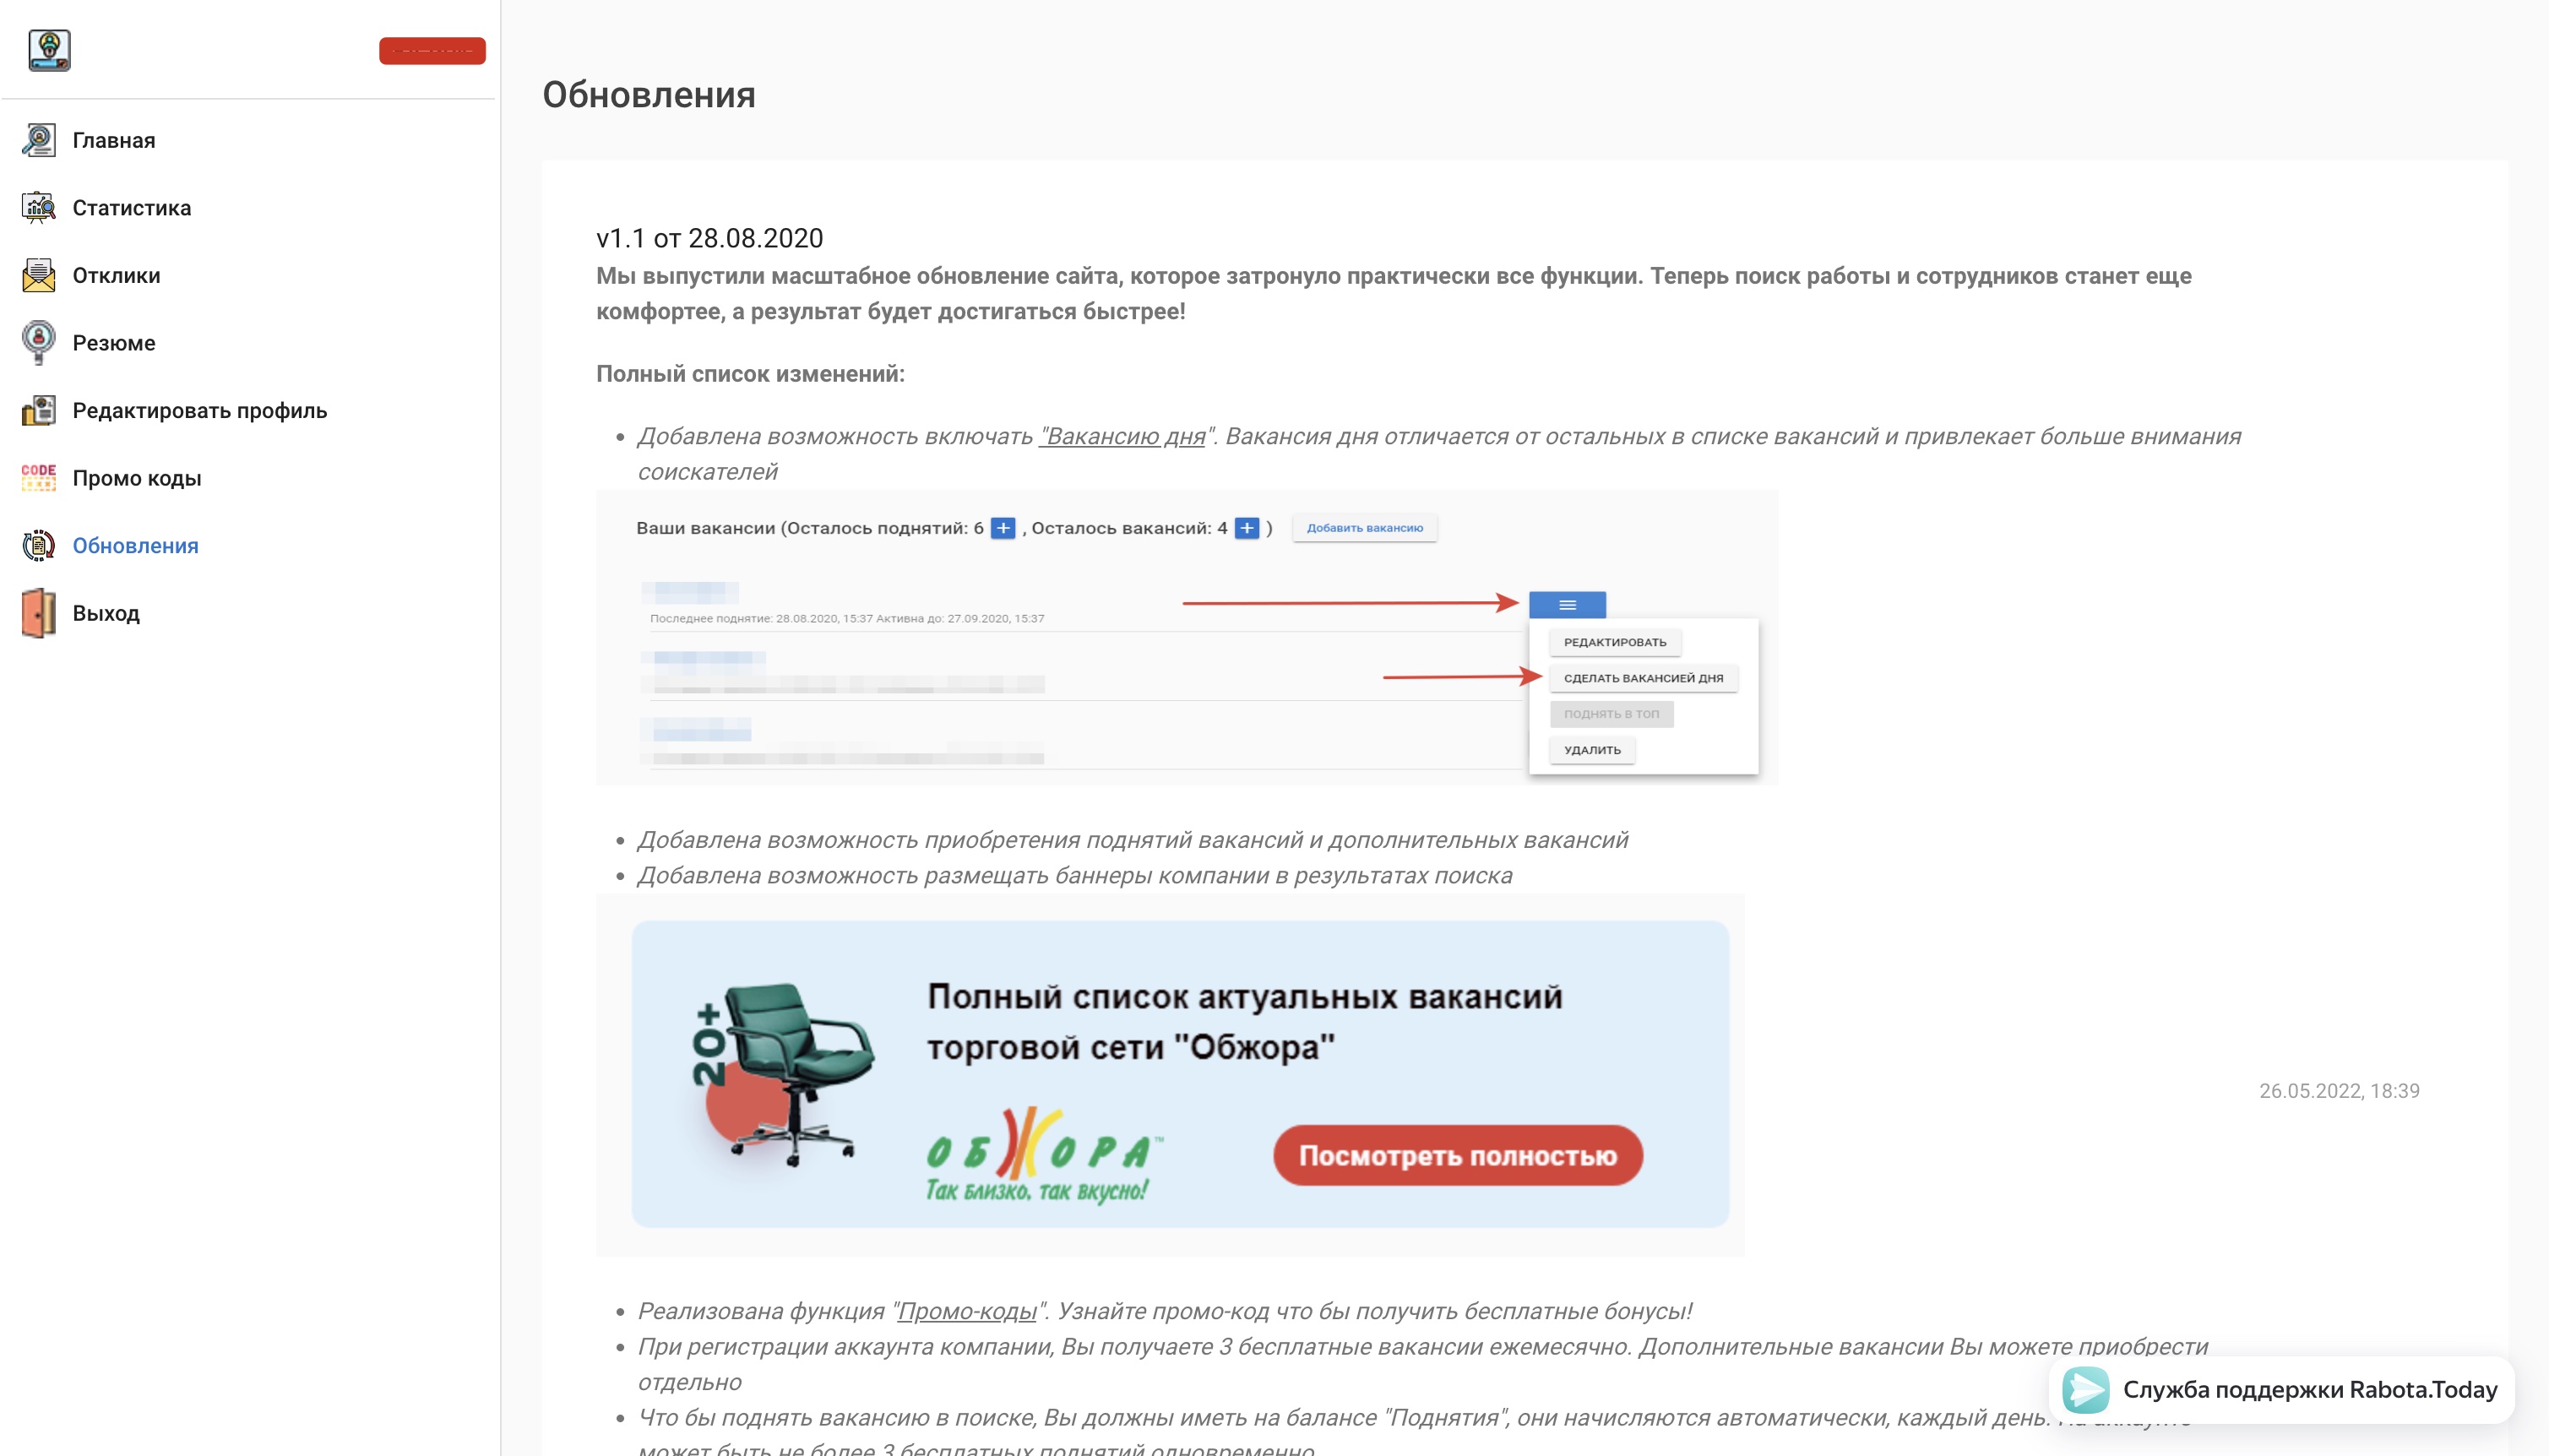 Обновления
Главная
Статистика
Отклики
Резюме
Редактировать профиль
CODE
Промо коды
Обновления
Выход
v1.1 от 28.08.2020
Мы выпустили масштабное обновление сайта, которое затронуло практически все функции. Теперь поиск работы и сотрудников станет еще
комфортее, а результат будет достигаться быстрее!
Полный список изменений:
Добавлена возможность включать "Вакансию дня". Вакансия дня отличается от остальных в списке вакансий и привлекает больше внимания
соискателей
Ваши вакансии (Осталось поднятий: 6 + , Осталось вакансий: 4 + ) Добавить вакансию
Последнее поднятие: 28.08.2020, 15:37 Активна до: 27.09.2020, 15:37
РЕДАКТИРОВАТЬ
СДЕЛАТЬ ВАКАНСИЕЙ ДНЯ
ПОДНЯТЬ В ТОП
УДАЛИТЬ
Добавлена возможность приобретения поднятий вакансий и дополнительных вакансий
Добавлена возможность размещать баннеры компании в результатах поиска
20+
Полный список актуальных вакансий
торговой сети "Обжора"
ОБЖОРА™
Так близко, так вкусно!
Посмотреть полностью
26.05.2022, 18:39
Реализована функция "Промо-коды". Узнайте промо-код что бы получить бесплатные бонусы!
При регистрации аккаунта компании, Вы получаете 3 бесплатные вакансии ежемесячно. Дополнительные вакансии Вы можете приобрести
отдельно
Что бы поднять вакансию в поиске, Вы должны иметь на балансе "Поднятия", они начисляются автоматически, каждый день.
может быть не более 3 бесплатных поднятий одновременно
Служба поддержки Rabota.Today